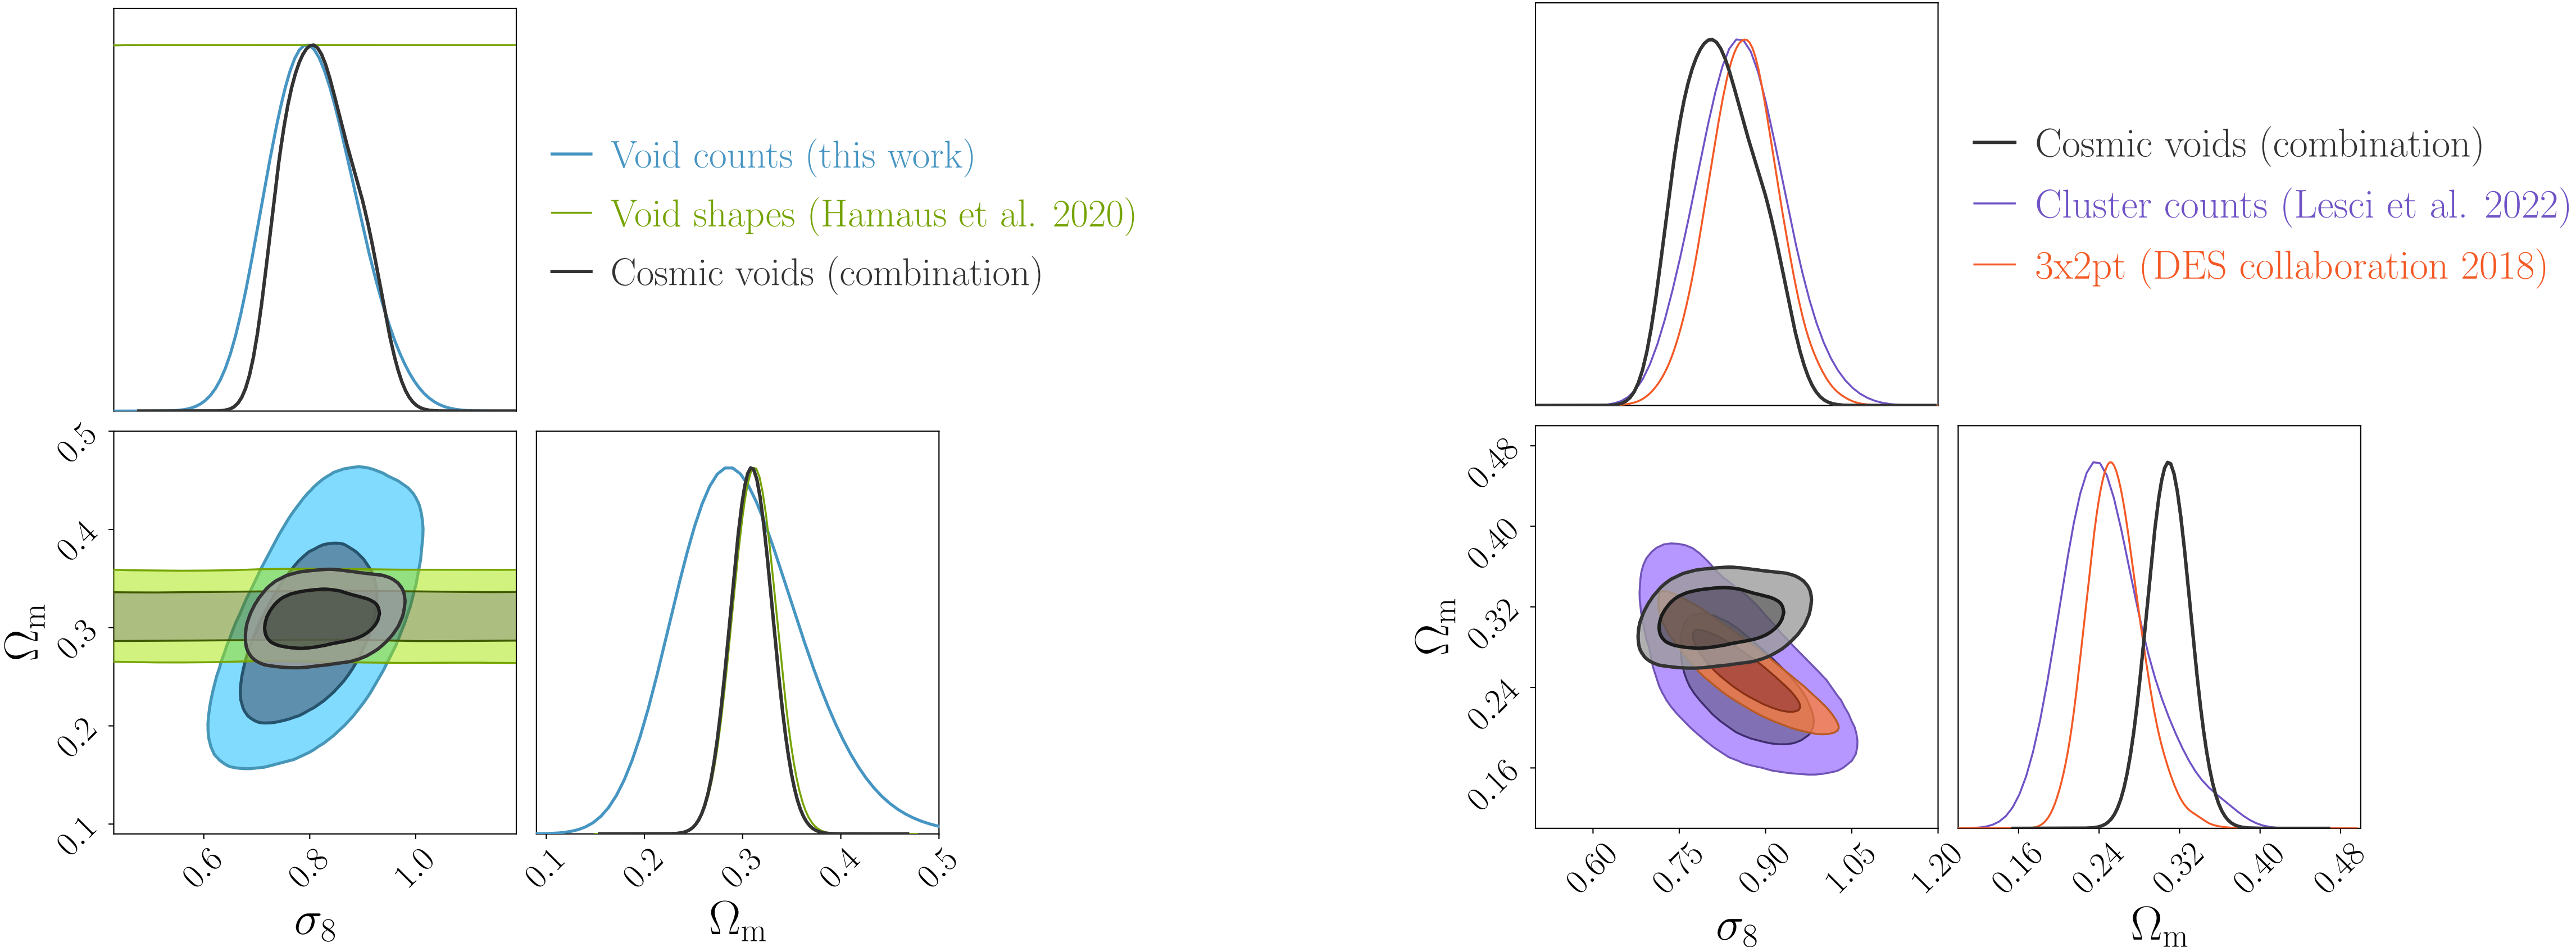 Void counts (this work)
Void shapes (Hamaus et al. 2020)
Cosmic voids (combination)
0.5
0.4
0.3
0.2
0.1
Ωm
0.6
0.8
1.0
σ8
0.1
0.2
0.3
0.4
0.5
Ωm
Cosmic voids (combination)
Cluster counts (Lesci et al. 2022)
3x2pt (DES collaboration 2018)
0.48
0.40
0.32
0.24
0.16
Ωm
0.60
0.75
0.90
1.05
1.20
σ8
0.16
0.24
0.32
0.40
0.48
Ωm